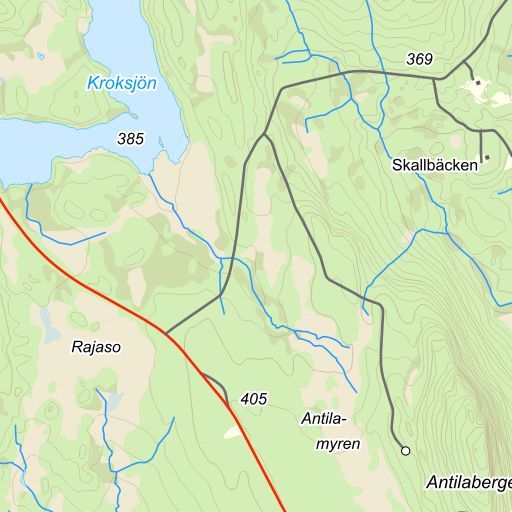 369
Kroksjön
385
Skallbäcken
Rajaso
405
Antila-
myren
Antilaberge